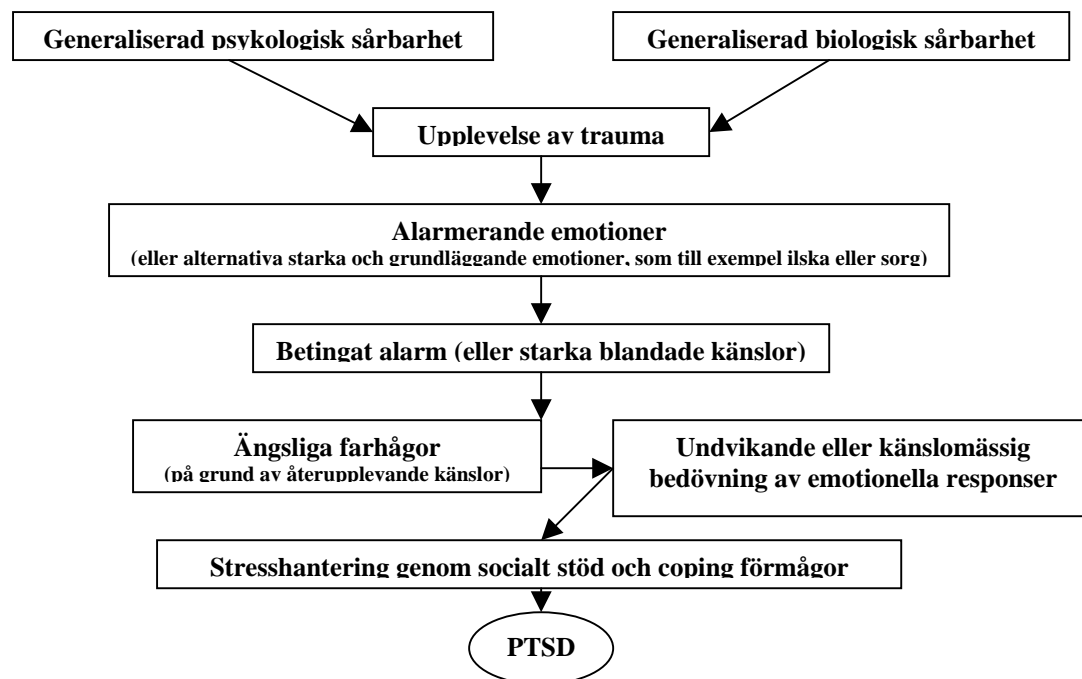 Generaliserad psykologisk sårbarhet
Generaliserad biologisk sårbarhet
Upplevelse av trauma
Alarmerande emotioner
(eller alternativa starka och grundläggande emotioner, som till exempel ilska eller sorg)
Betingat alarm (eller starka blandade känslor)
Ängsliga farhågor
(på grund av återupplevande känslor)
Undvikande eller känslomässig
bedövning av emotionella responser
Stresshantering genom socialt stöd och coping förmågor
PTSD